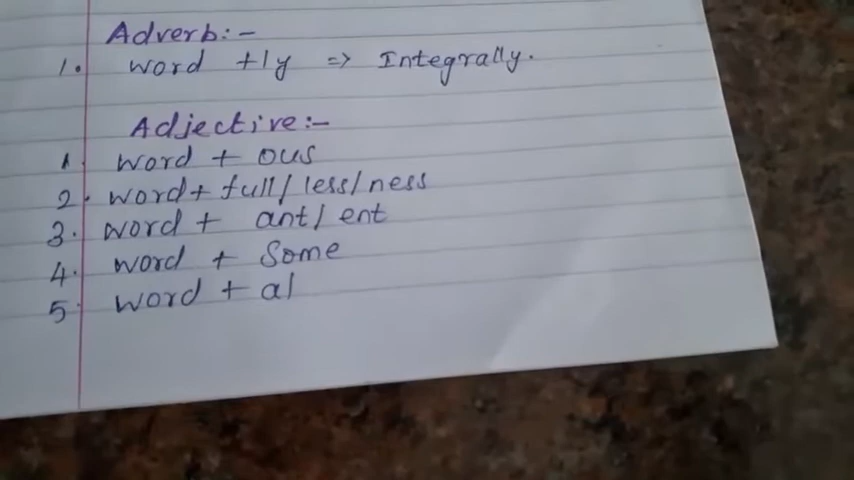 Adverb:-
1. word +ly => Integrally.
Adjective:-
1. word + ous
2. word + full/less/ness
3. word + ant/ent
4. word + Some
5. word + al